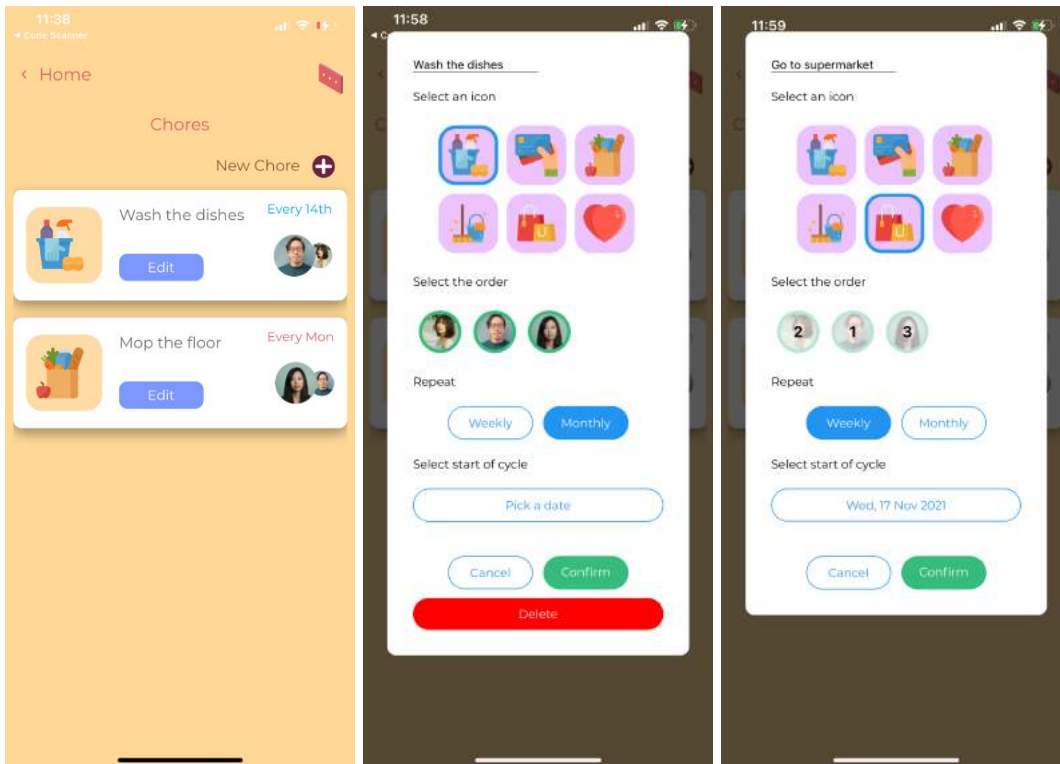 11:38
◀ Code Scanner
< Home
Chores
New Chore
Wash the dishes
Every 14th
Edit
Mop the floor
Every Mon
Edit
11:58
Wash the dishes
Select an icon
U
Select the order
Repeat
Weekly Monthly
Select start of cycle
Pick a date
Cancel Confirm
Delete
11:59
Go to supermarket
Select an icon
U
Select the order
2 1 3
Repeat
Weekly Monthly
Select start of cycle
Wed, 17 Nov 2021
Cancel Confirm